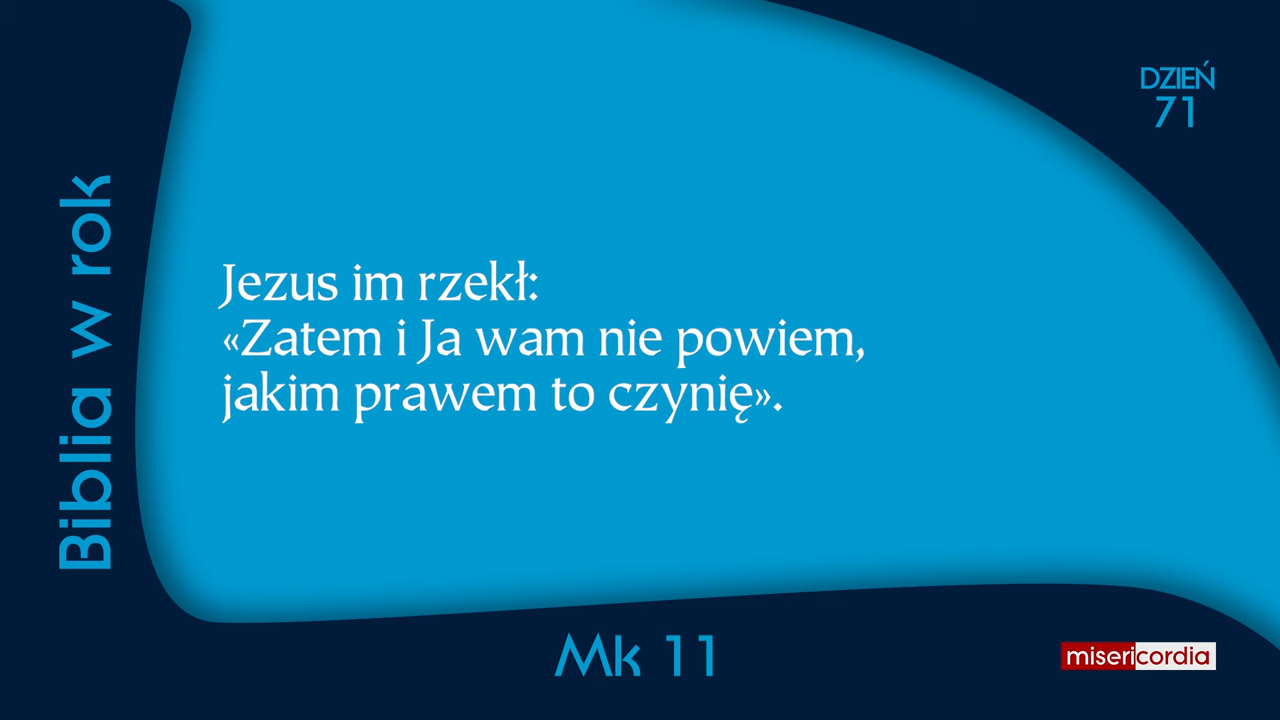 DZIEŃ
71
Biblia w rok
Jezus im rzekł:
«Zatem i Ja wam nie powiem,
jakim prawem to czynię».
Mk 11
misericordia